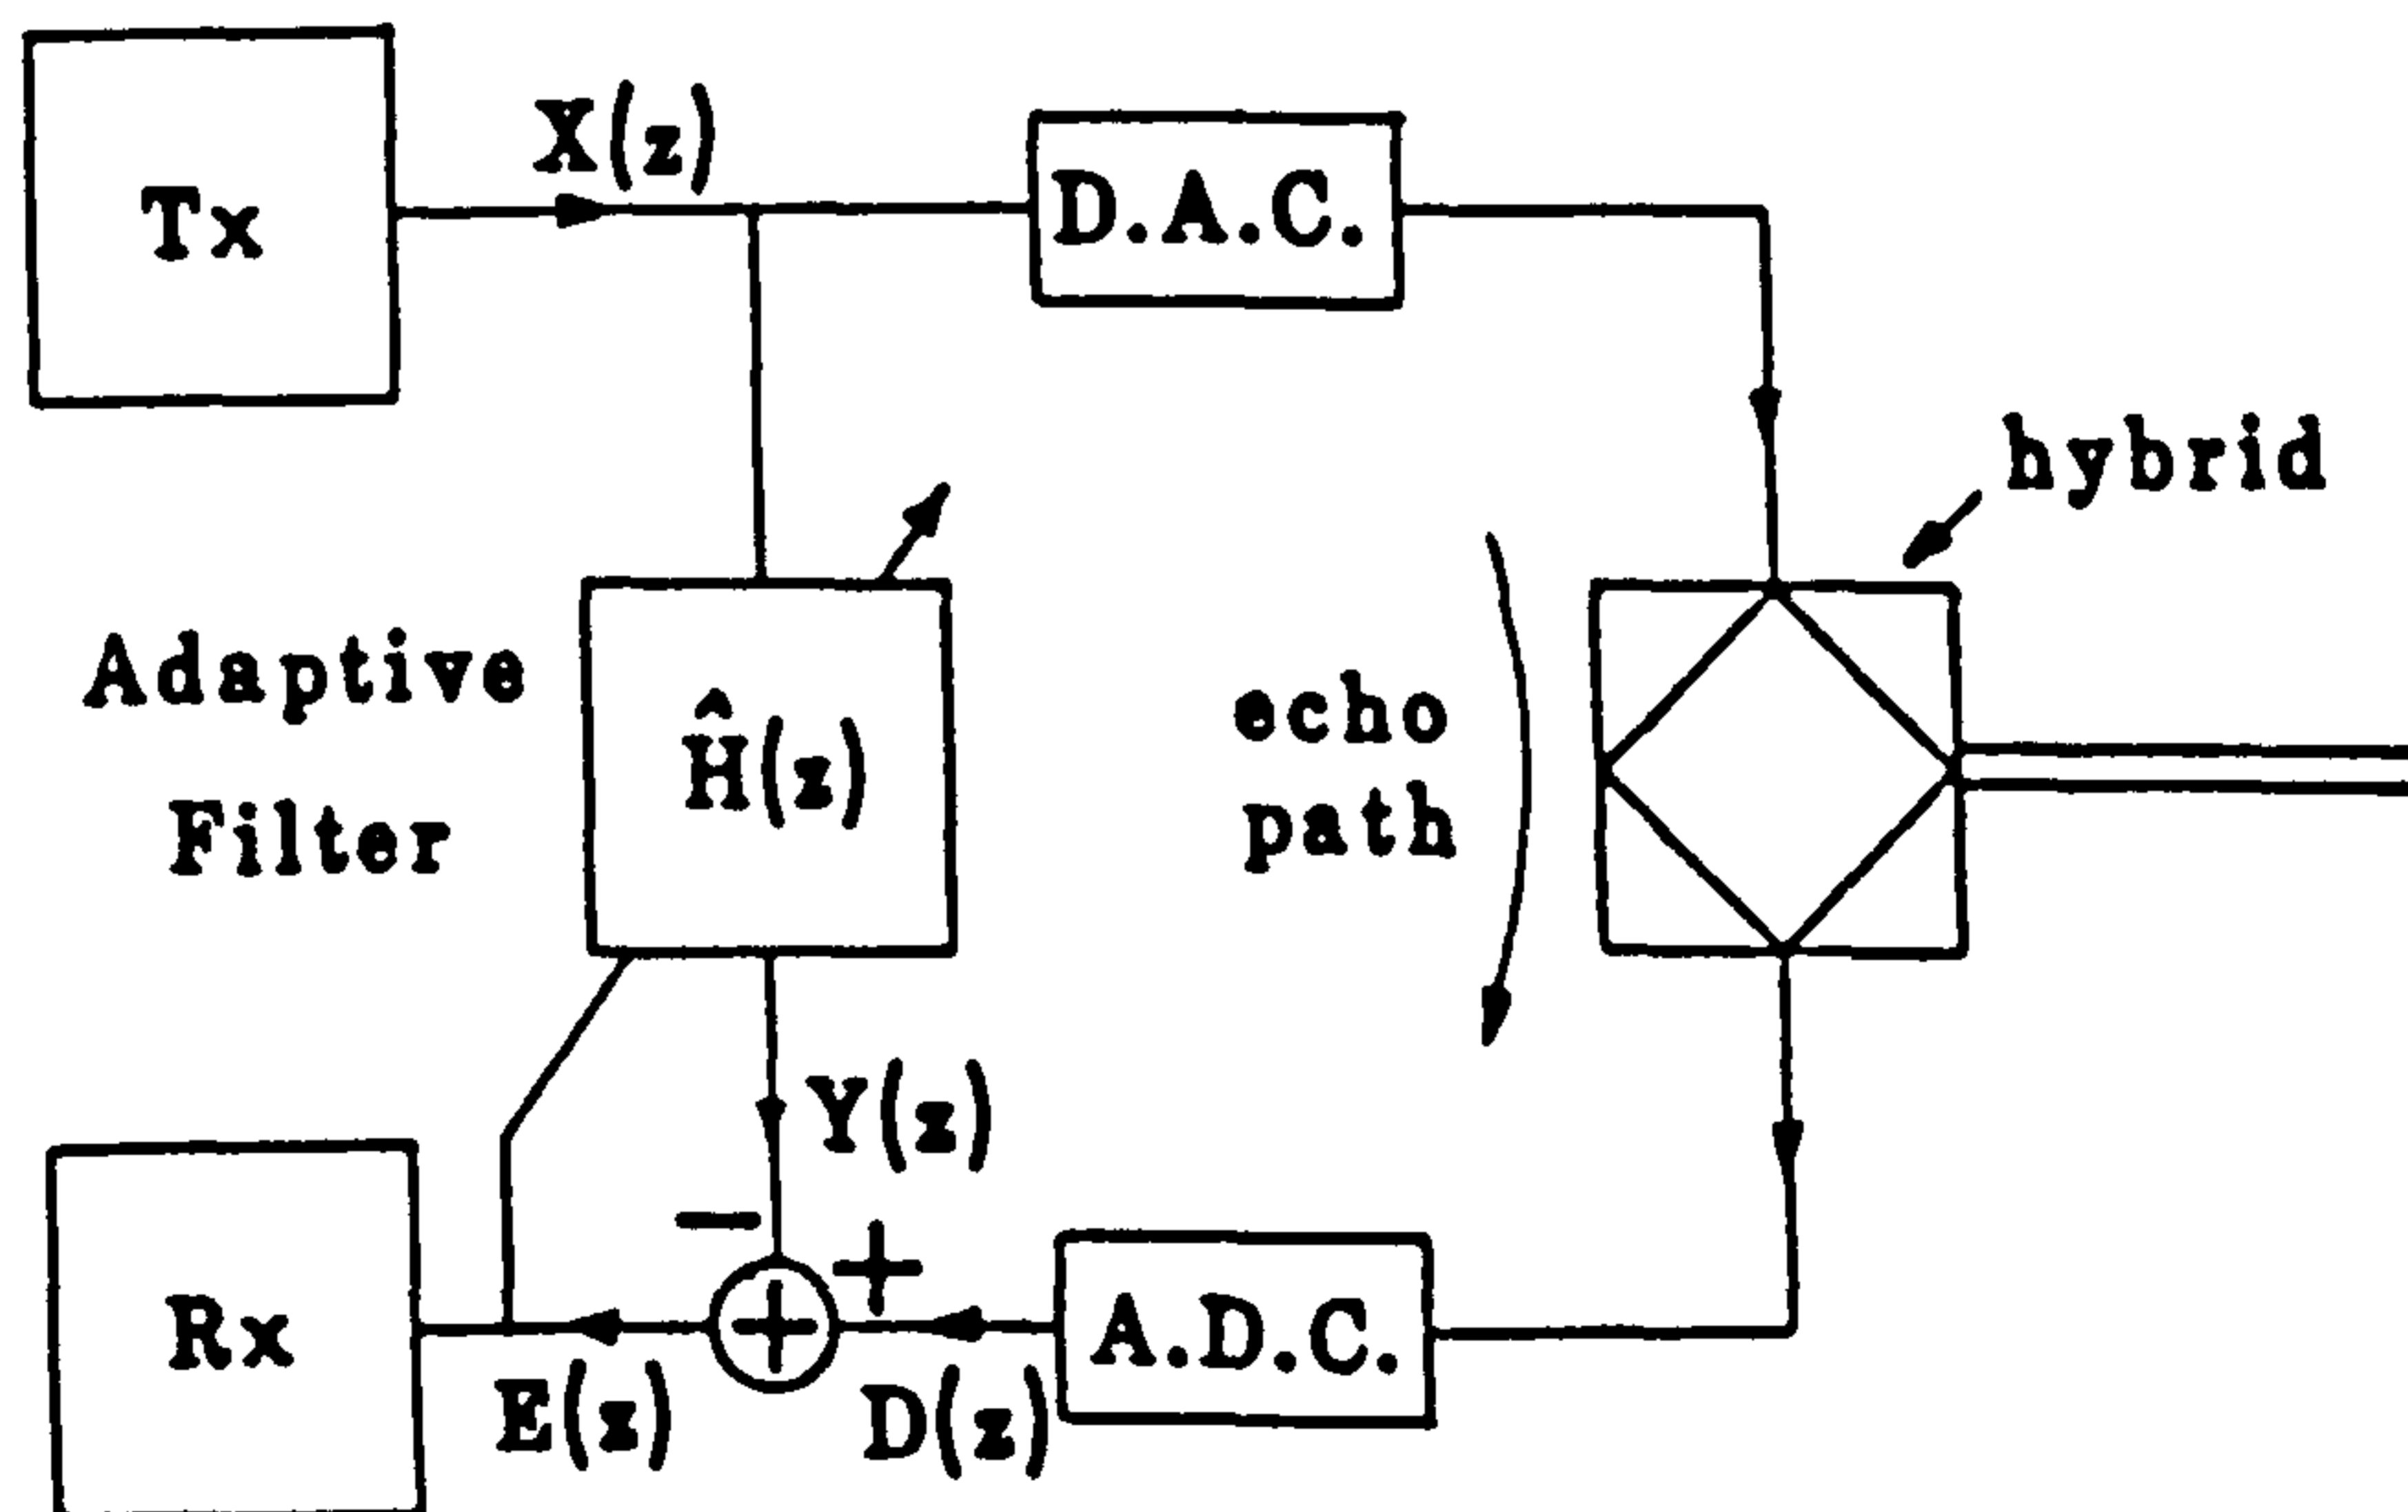 X(z)
Tx
D.A.C.
hybrid
Adaptive
Filter
Ĥ(z)
echo
path
Y(z)
−
+
Rx
+
A.D.C.
E(z)
D(z)